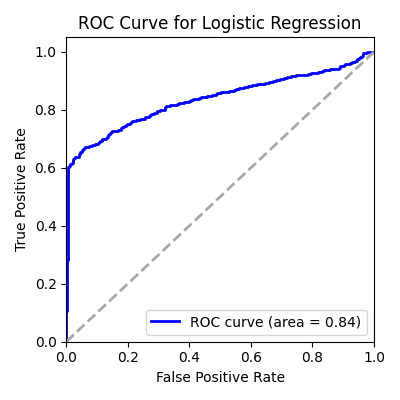 ROC Curve for Logistic Regression
True Positive Rate
1.0
0.8
0.6
0.4
0.2
0.0
ROC curve (area = 0.84)
0.0 0.2 0.4 0.6 0.8 1.0
False Positive Rate